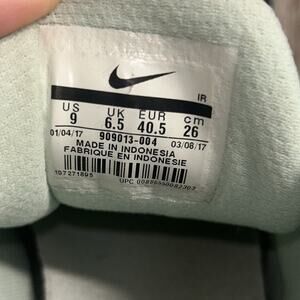 IR
US UK EUR cm
9 6.5 40.5 26
01/04/17 909013-004 03/08/17
MADE IN INDONESIA
FABRIQUE EN INDONESIE
107271895